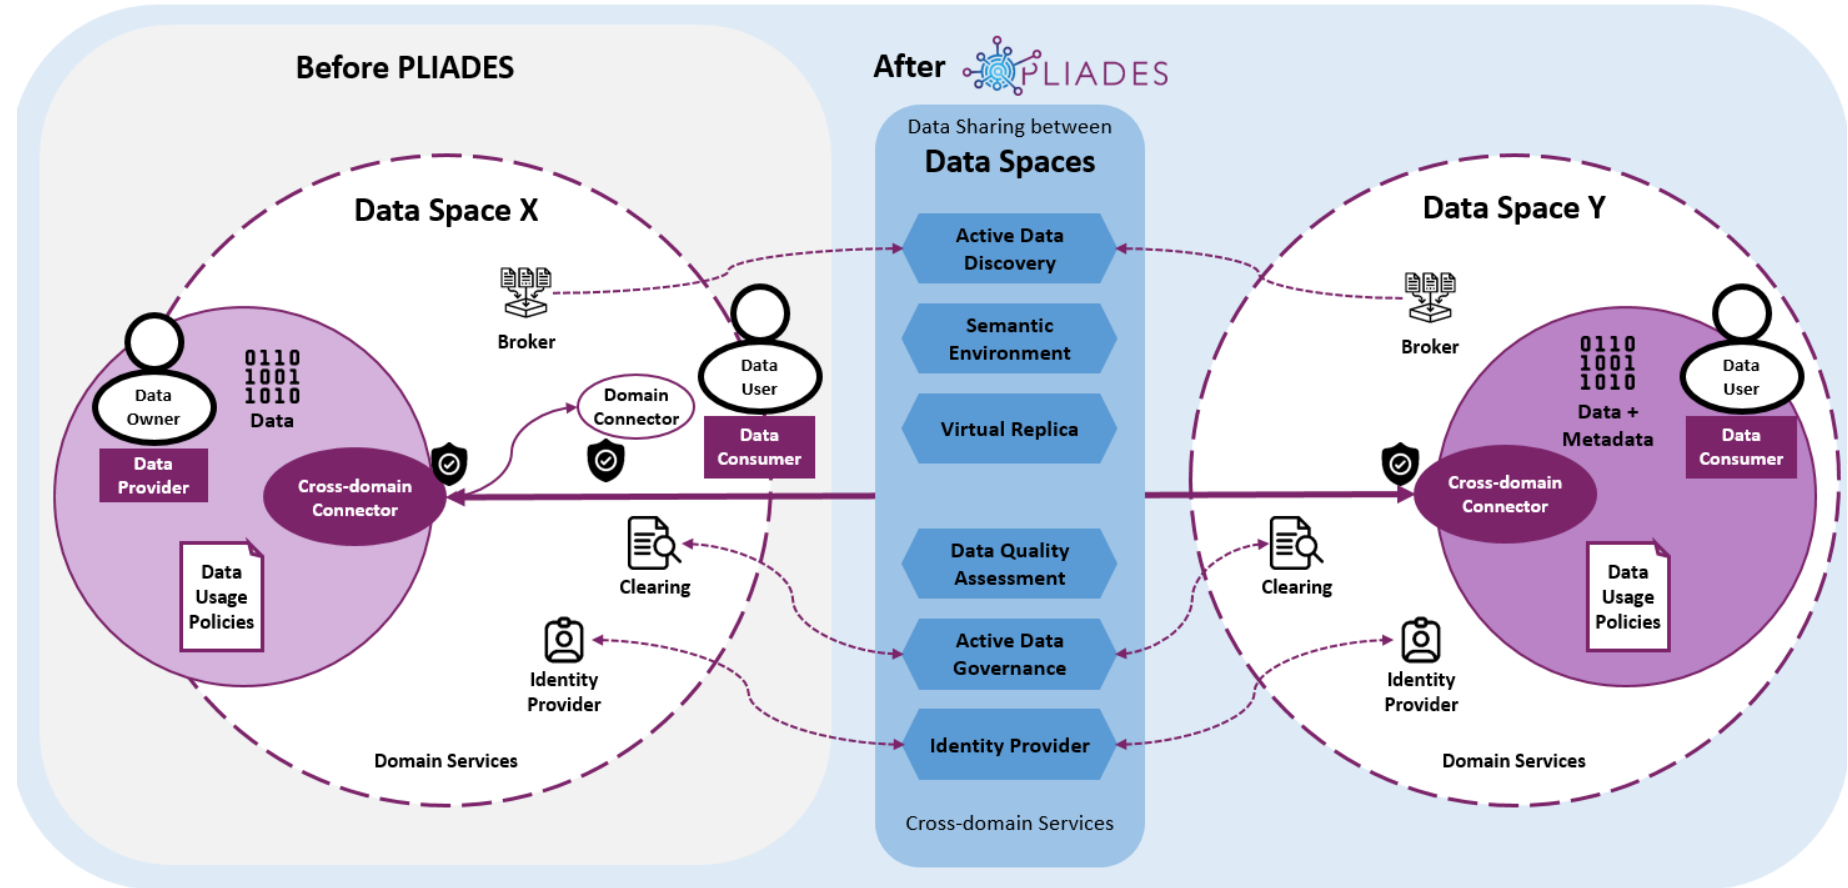 Before PLIADES
After PLIADES
Data Sharing between
Data Spaces
Data Space X
Broker
Data
Owner
Data
Provider
0110
1001
1010
Data
Cross-domain
Connector
Data
Usage
Policies
Domain
Connector
Data
User
Data
Consumer
Clearing
Identity
Provider
Domain Services
Active Data
Discovery
Semantic
Environment
Virtual Replica
Data Quality
Assessment
Active Data
Governance
Identity Provider
Cross-domain Services
Data Space Y
Broker
0110
1001
1010
Data +
Metadata
Data
User
Data
Consumer
Cross-domain
Connector
Data
Usage
Policies
Clearing
Identity
Provider
Domain Services